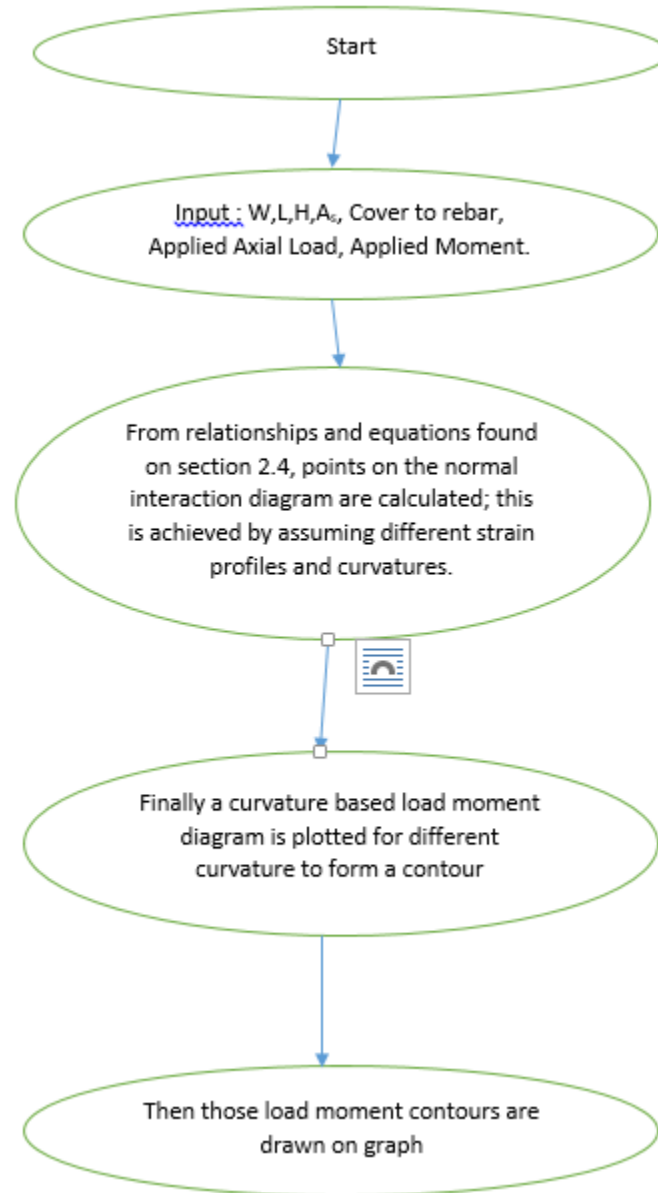 Start
Input : W,L,H,Aₛ, Cover to rebar,
Applied Axial Load, Applied Moment.
From relationships and equations found
on section 2.4, points on the normal
interaction diagram are calculated; this
is achieved by assuming different strain
profiles and curvatures.
Finally a curvature based load moment
diagram is plotted for different
curvature to form a contour
Then those load moment contours are
drawn on graph